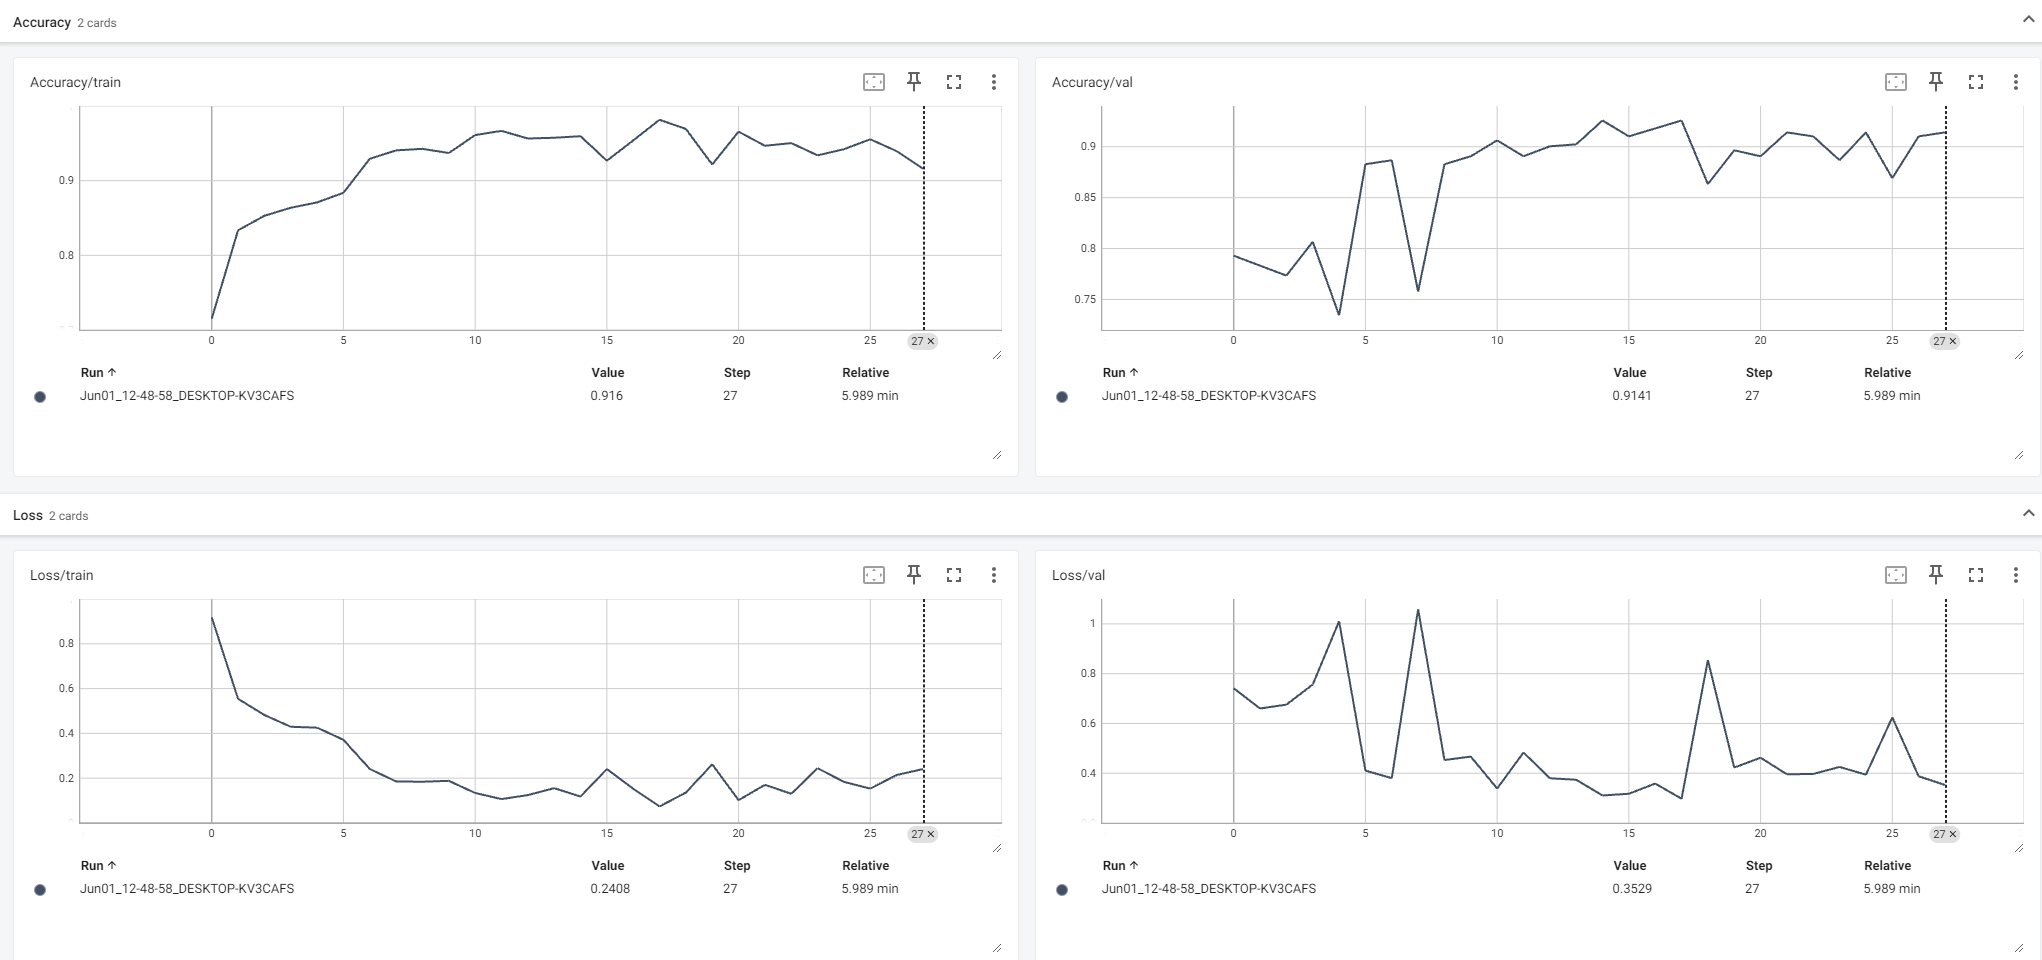 Accuracy 2 cards
Accuracy/train
0.9
0.8
0 5 10 15 20 25 27 ×
Run ↑ Value Step Relative
Jun01_12-48-58_DESKTOP-KV3CAFS 0.916 27 5.989 min
Accuracy/val
0.9
0.85
0.8
0.75
0 5 10 15 20 25 27 ×
Run ↑ Value Step Relative
Jun01_12-48-58_DESKTOP-KV3CAFS 0.9141 27 5.989 min
Loss 2 cards
Loss/train
0.8
0.6
0.4
0.2
0 5 10 15 20 25 27 ×
Run ↑ Value Step Relative
Jun01_12-48-58_DESKTOP-KV3CAFS 0.2408 27 5.989 min
Loss/val
1
0.8
0.6
0.4
0 5 10 15 20 25 27 ×
Run ↑ Value Step Relative
Jun01_12-48-58_DESKTOP-KV3CAFS 0.3529 27 5.989 min